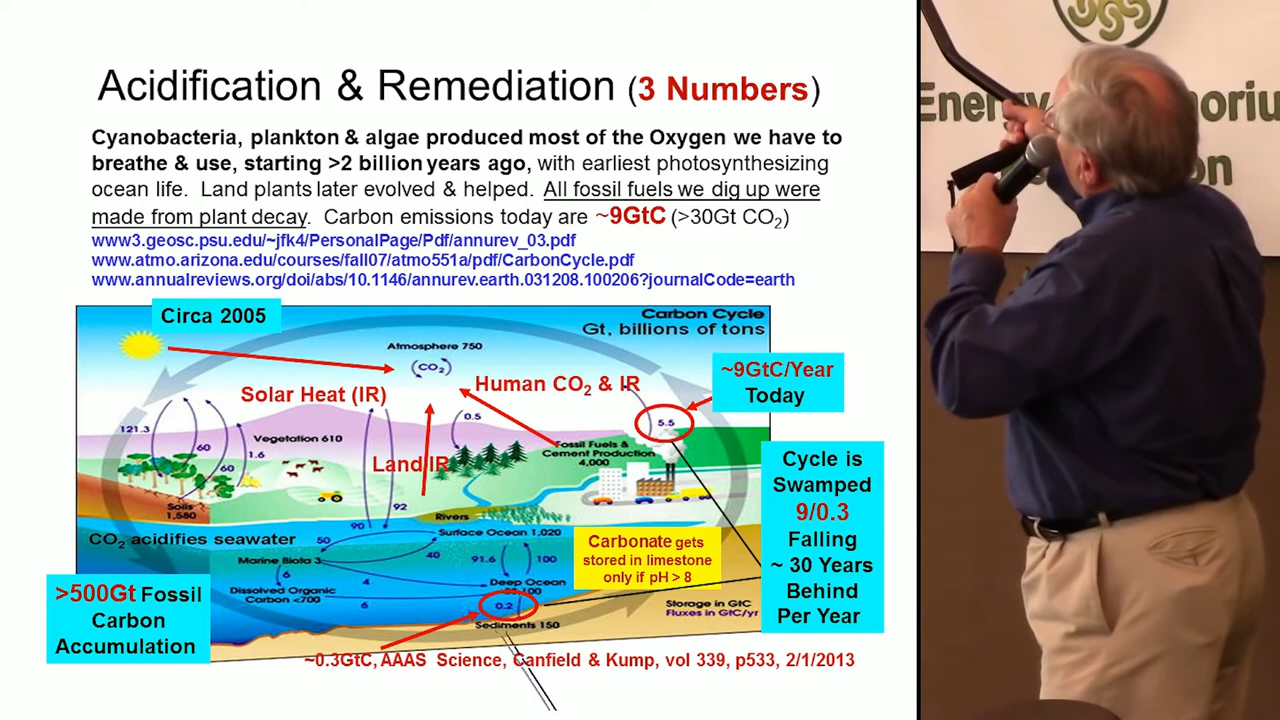 Acidification & Remediation (3 Numbers)
Cyanobacteria, plankton & algae produced most of the Oxygen we have to
breathe & use, starting >2 billion years ago, with earliest photosynthesizing
ocean life. Land plants later evolved & helped. All fossil fuels we dig up were
made from plant decay. Carbon emissions today are ~9GtC (>30Gt CO₂)
www3.geosc.psu.edu/~jfk4/PersonalPage/Pdf/annurev_03.pdf
www.atmo.arizona.edu/courses/fall07/atmo551a/pdf/CarbonCycle.pdf
www.annualreviews.org/doi/abs/10.1146/annurev.earth.031208.100206?journalCode=earth
Circa 2005
Carbon Cycle
Gt, billions of tons
Atmosphere 750
CO₂
Solar Heat (IR)
Human CO₂ & IR
~9GtC/Year
Today
121.3
60
60
1.6
Vegetation 610
0.5
5.5
Fossil Fuels &
Cement Production
4,000
Land IR
Soils
1,580
92
90
Rivers
Cycle is
Swamped
9/0.3
Falling
~ 30 Years
Behind
Per Year
CO₂ acidifies seawater
50
Surface Ocean 1,020
40
91.6
100
Marine Biota 3
6
4
6
Dissolved Organic
Carbon <700
Deep Ocean
100
0.2
Sediments 150
Carbonate gets
stored in limestone
only if pH > 8
Storage in GtC
Fluxes in GtC/yr
>500Gt Fossil
Carbon
Accumulation
~0.3GtC, AAAS Science, Canfield & Kump, vol 339, p533, 2/1/2013
Energy